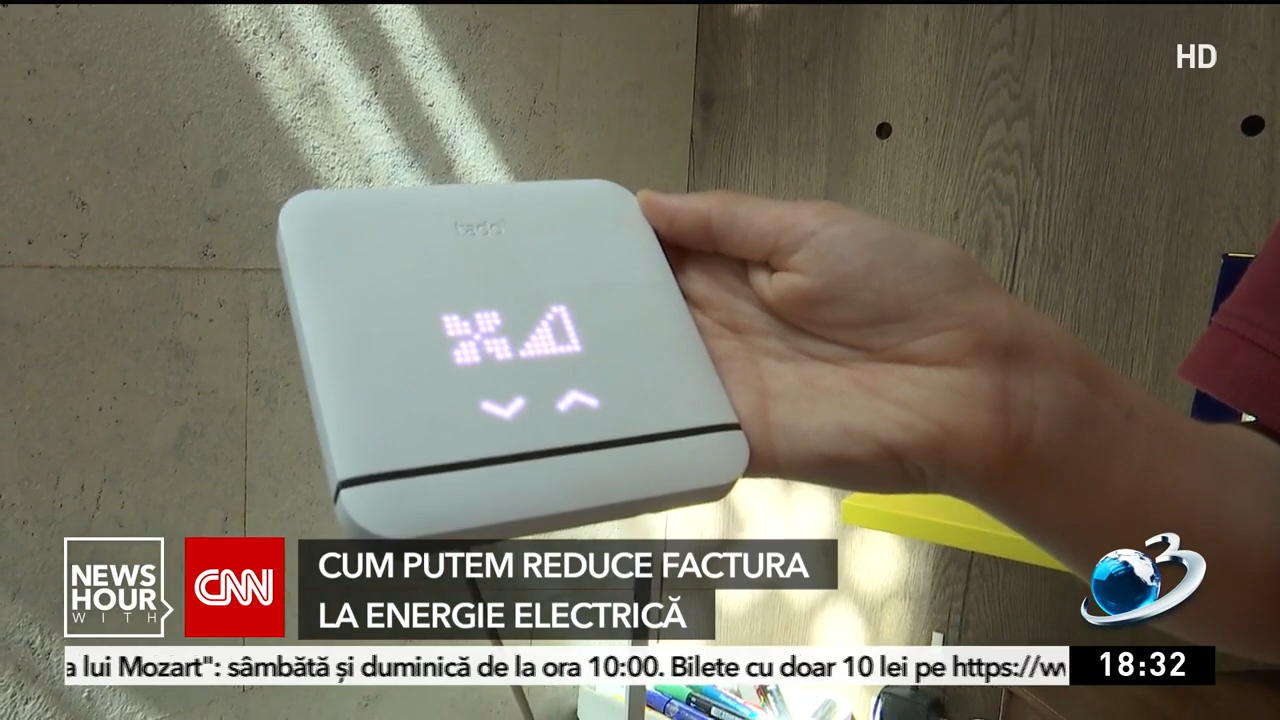 HD
tado°
NEWS
HOUR
WITH
CNN
CUM PUTEM REDUCE FACTURA
LA ENERGIE ELECTRICĂ
3
a lui Mozart": sâmbătă și duminică de la ora 10:00. Bilete cu doar 10 lei pe https://ww
18:32